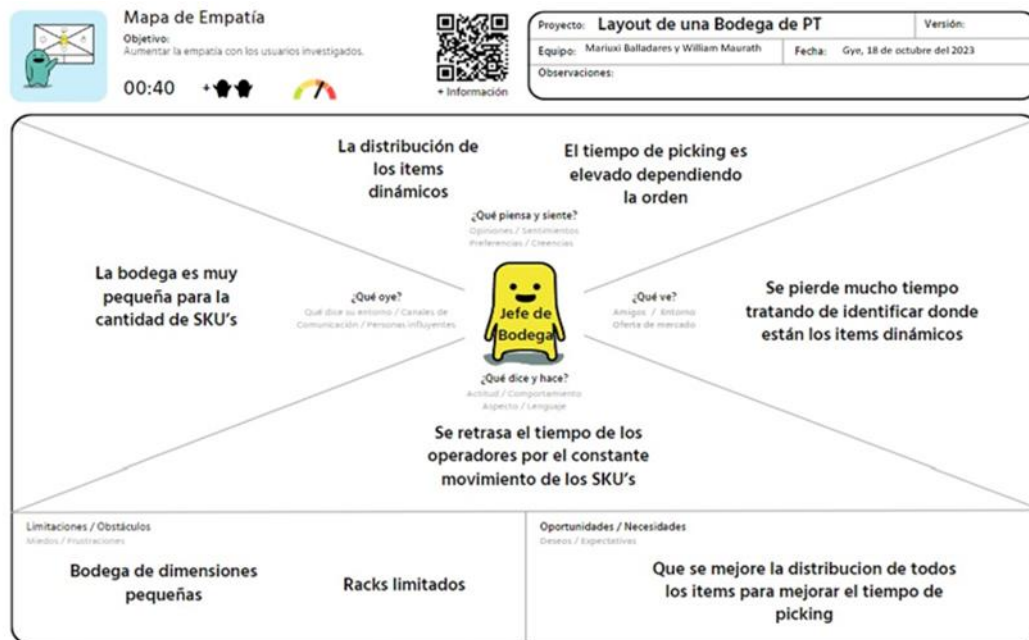 Mapa de Empatía
Objetivo:
Aumentar la empatía con los usuarios investigados.
00:40
+
+ Información
Proyecto: Layout de una Bodega de PT
Versión:
Equipo: Mariuxi Balladares y William Maurath
Fecha: Gye, 18 de octubre del 2023
Observaciones:
La distribución de
los items
dinámicos
El tiempo de picking es
elevado dependiendo
la orden
¿Qué piensa y siente?
Opiniones / Sentimientos
Preferencias / Creencias
La bodega es muy
pequeña para la
cantidad de SKU's
¿Qué oye?
Qué dice su entorno / Canales de
Comunicación / Personas influyentes
Jefe de
Bodega
¿Qué ve?
Amigos / Entorno
Oferta de mercado
Se pierde mucho tiempo
tratando de identificar donde
están los items dinámicos
¿Qué dice y hace?
Actitud / Comportamiento
Aspecto / Lenguaje
Se retrasa el tiempo de los
operadores por el constante
movimiento de los SKU's
Limitaciones / Obstáculos
Miedos / Frustraciones
Bodega de dimensiones
pequeñas
Racks limitados
Oportunidades / Necesidades
Deseos / Expectativas
Que se mejore la distribucion de todos
los items para mejorar el tiempo de
picking